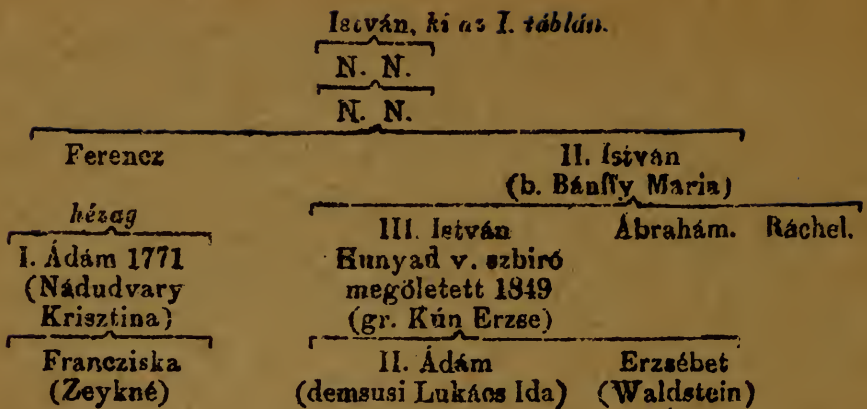 István, ki az I. táblán.
N. N.
N. N.
Ferencz
II. István
(b. Bánffy Maria)
hézag
III. István
Ábrahám.
Ráchel.
I. Ádám 1771
Hunyad v. szbiró
(Nádudvary
megöletett 1849
Krisztina)
(gr. Kún Erzse)
Francziska
II. Ádám
Erzsébet
(Zeykné)
(demsusi Lukács Ida)
(Waldstein)